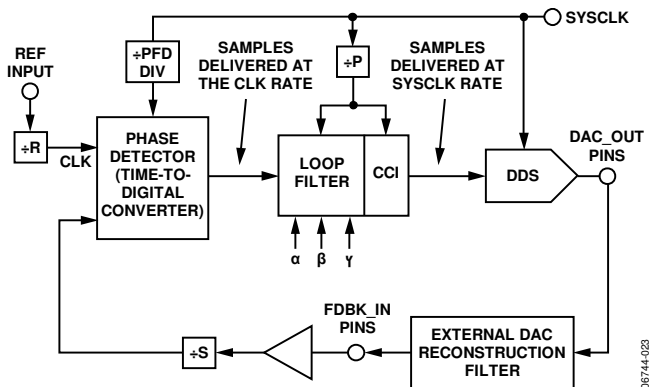 SYSCLK
REF
INPUT
÷PFD
DIV
÷P
SAMPLES
DELIVERED AT
THE CLK RATE
SAMPLES
DELIVERED AT
SYSCLK RATE
÷R
CLK
PHASE
DETECTOR
(TIME-TO-
DIGITAL
CONVERTER)
LOOP
FILTER
CCI
DDS
DAC_OUT
PINS
α
β
γ
÷S
FDBK_IN
PINS
EXTERNAL DAC
RECONSTRUCTION
FILTER
06744-023